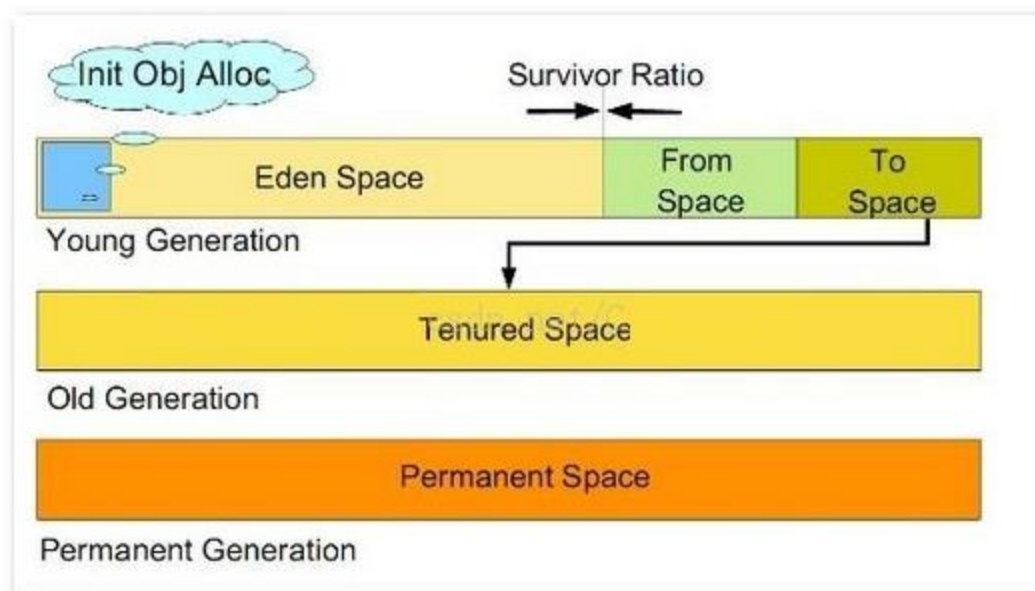 Init Obj Alloc
Survivor Ratio
Eden Space
From
Space
To
Space
Young Generation
Tenured Space
Old Generation
Permanent Space
Permanent Generation